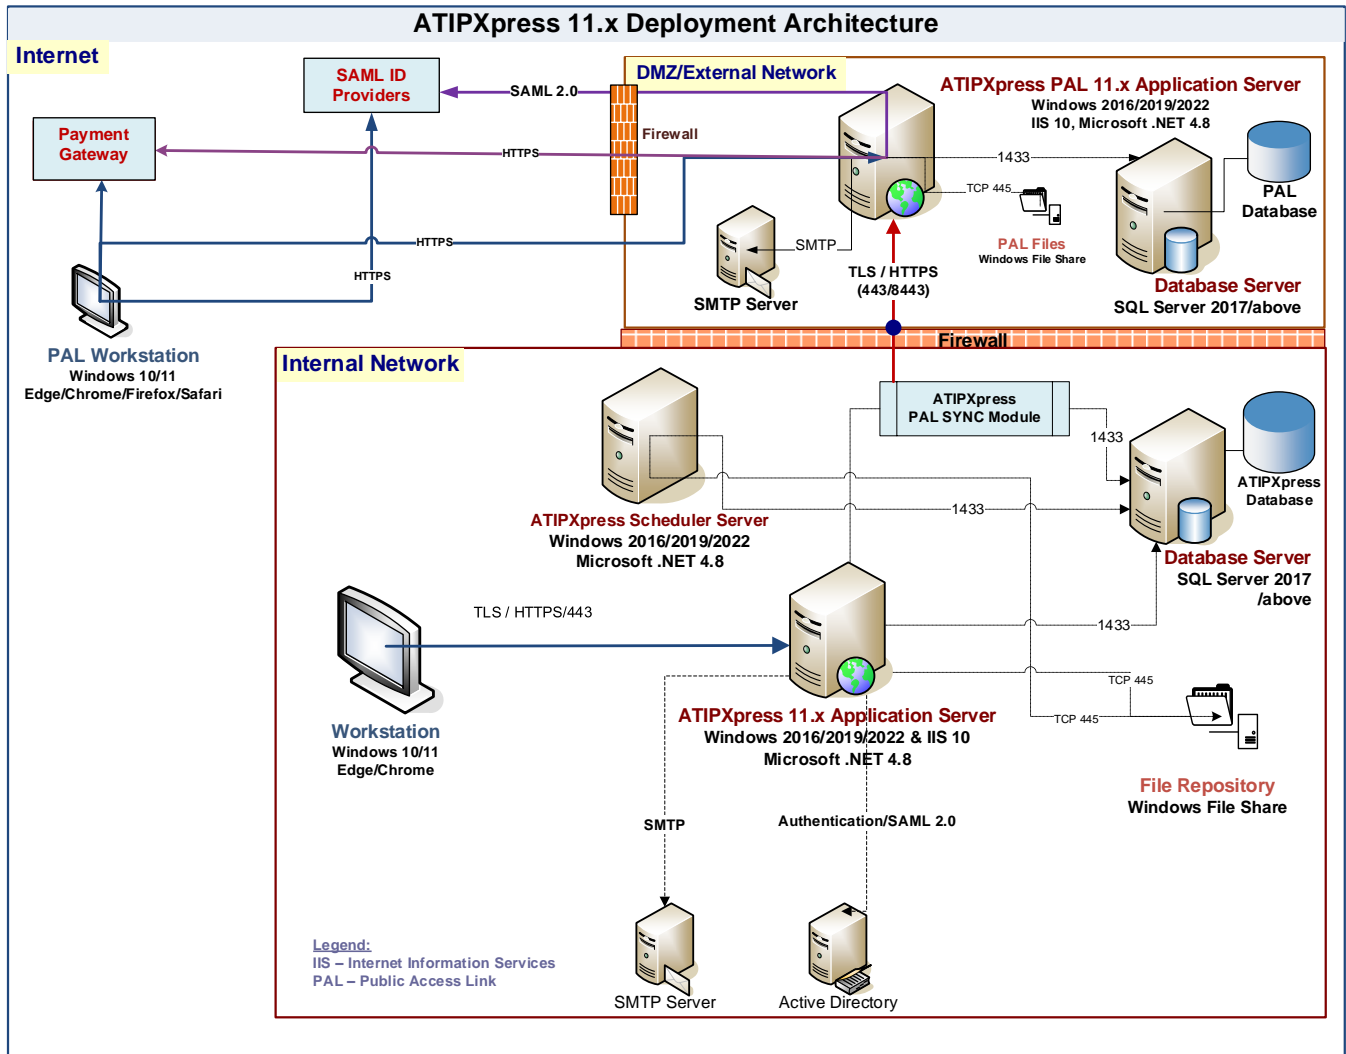 ATIPXpress 11.x Deployment Architecture
Internet
SAML ID
Providers
SAML 2.0
DMZ/External Network
ATIPXpress PAL 11.x Application Server
Windows 2016/2019/2022
IIS 10, Microsoft .NET 4.8
Firewall
Payment
Gateway
HTTPS
1433
TCP 445
PAL
Database
PAL Files
Windows File Share
SMTP
HTTPS
HTTPS
TLS / HTTPS
(443/8443)
SMTP Server
Database Server
SQL Server 2017/above
PAL Workstation
Windows 10/11
Edge/Chrome/Firefox/Safari
Firewall
Internal Network
ATIPXpress
PAL SYNC Module
1433
ATIPXpress
Database
1433
ATIPXpress Scheduler Server
Windows 2016/2019/2022
Microsoft .NET 4.8
Database Server
SQL Server 2017
/above
TLS / HTTPS/443
1433
TCP 445
TCP 445
Workstation
Windows 10/11
Edge/Chrome
ATIPXpress 11.x Application Server
Windows 2016/2019/2022 & IIS 10
Microsoft .NET 4.8
File Repository
Windows File Share
SMTP
Authentication/SAML 2.0
Legend:
IIS – Internet Information Services
PAL – Public Access Link
SMTP Server
Active Directory